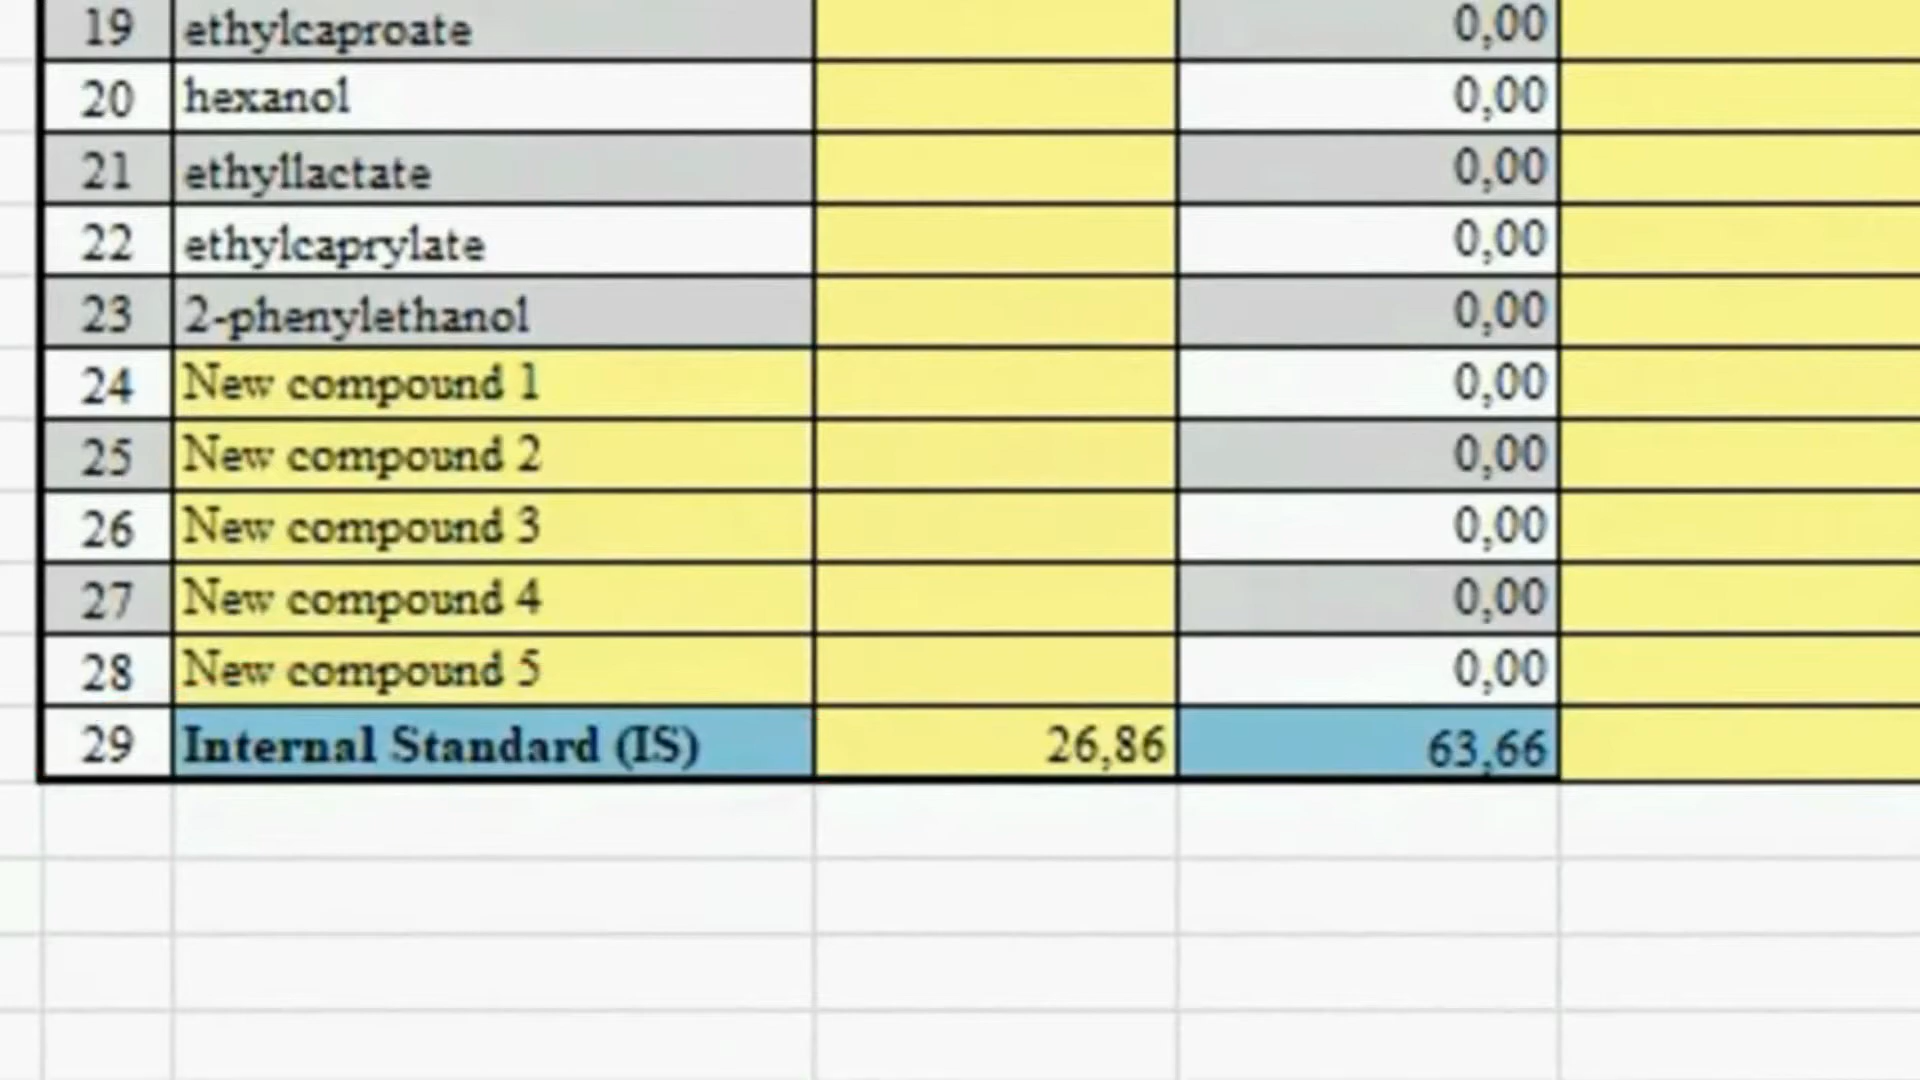 19 ethylcaproate 0,00
20 hexanol 0,00
21 ethyllactate 0,00
22 ethylcaprylate 0,00
23 2-phenylethanol 0,00
24 New compound 1 0,00
25 New compound 2 0,00
26 New compound 3 0,00
27 New compound 4 0,00
28 New compound 5 0,00
29 Internal Standard (IS) 26,86 63,66